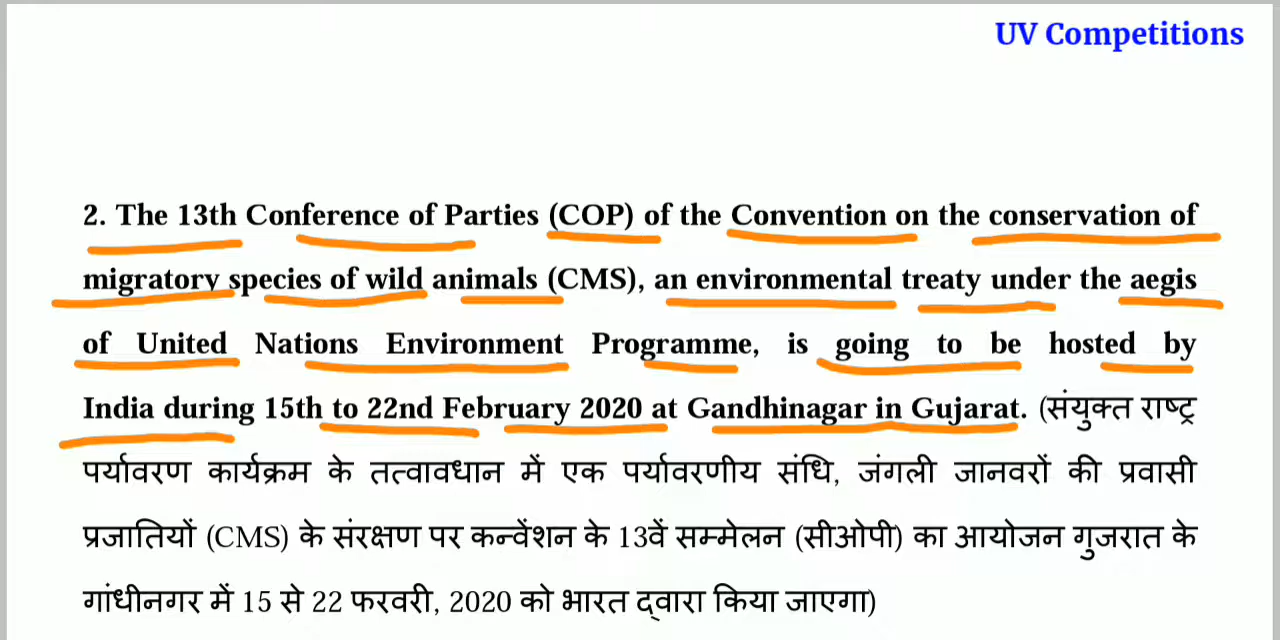 UV Competitions
2. The 13th Conference of Parties (COP) of the Convention on the conservation of
migratory species of wild animals (CMS), an environmental treaty under the aegis
of United Nations Environment Programme, is going to be hosted by
India during 15th to 22nd February 2020 at Gandhinagar in Gujarat. (संयुक्त राष्ट्र
पर्यावरण कार्यक्रम के तत्वावधान में एक पर्यावरणीय संधि, जंगली जानवरों की प्रवासी
प्रजातियों (CMS) के संरक्षण पर कन्वेंशन के 13वें सम्मेलन (सीओपी) का आयोजन गुजरात के
गांधीनगर में 15 से 22 फरवरी, 2020 को भारत द्वारा किया जाएगा)